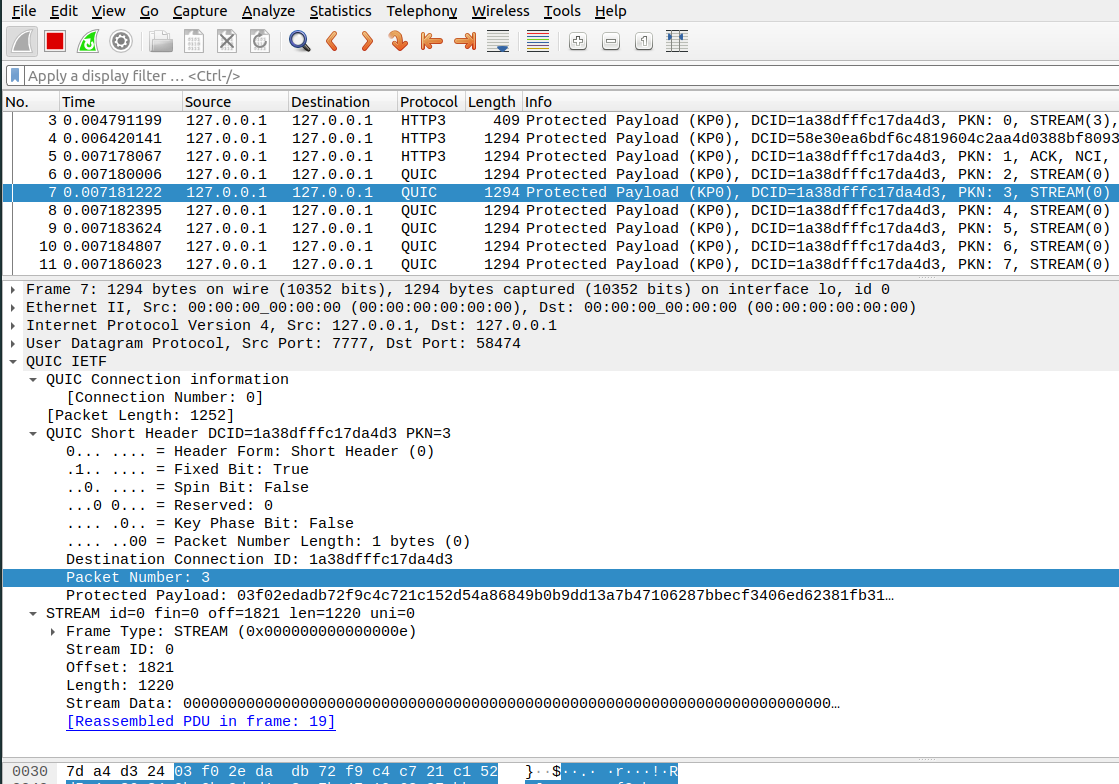 File Edit View Go Capture Analyze Statistics Telephony Wireless Tools Help
Apply a display filter … <Ctrl-/>
No. Time Source Destination Protocol Length Info
3 0.004791199 127.0.0.1 127.0.0.1 HTTP3 409 Protected Payload (KP0), DCID=1a38dfffc17da4d3, PKN: 0, STREAM(3),
4 0.006420141 127.0.0.1 127.0.0.1 HTTP3 1294 Protected Payload (KP0), DCID=58e30ea6bdf6c4819604c2aa4d0388bf8093
5 0.007178067 127.0.0.1 127.0.0.1 HTTP3 1294 Protected Payload (KP0), DCID=1a38dfffc17da4d3, PKN: 1, ACK, NCI,
6 0.007180006 127.0.0.1 127.0.0.1 QUIC 1294 Protected Payload (KP0), DCID=1a38dfffc17da4d3, PKN: 2, STREAM(0)
7 0.007181222 127.0.0.1 127.0.0.1 QUIC 1294 Protected Payload (KP0), DCID=1a38dfffc17da4d3, PKN: 3, STREAM(0)
8 0.007182395 127.0.0.1 127.0.0.1 QUIC 1294 Protected Payload (KP0), DCID=1a38dfffc17da4d3, PKN: 4, STREAM(0)
9 0.007183624 127.0.0.1 127.0.0.1 QUIC 1294 Protected Payload (KP0), DCID=1a38dfffc17da4d3, PKN: 5, STREAM(0)
10 0.007184807 127.0.0.1 127.0.0.1 QUIC 1294 Protected Payload (KP0), DCID=1a38dfffc17da4d3, PKN: 6, STREAM(0)
11 0.007186023 127.0.0.1 127.0.0.1 QUIC 1294 Protected Payload (KP0), DCID=1a38dfffc17da4d3, PKN: 7, STREAM(0)
Frame 7: 1294 bytes on wire (10352 bits), 1294 bytes captured (10352 bits) on interface lo, id 0
Ethernet II, Src: 00:00:00_00:00:00 (00:00:00:00:00:00), Dst: 00:00:00_00:00:00 (00:00:00:00:00:00)
Internet Protocol Version 4, Src: 127.0.0.1, Dst: 127.0.0.1
User Datagram Protocol, Src Port: 7777, Dst Port: 58474
QUIC IETF
QUIC Connection information
[Connection Number: 0]
[Packet Length: 1252]
QUIC Short Header DCID=1a38dfffc17da4d3 PKN=3
0... .... = Header Form: Short Header (0)
.1.. .... = Fixed Bit: True
..0. .... = Spin Bit: False
...0 0... = Reserved: 0
.... .0.. = Key Phase Bit: False
.... ..00 = Packet Number Length: 1 bytes (0)
Destination Connection ID: 1a38dfffc17da4d3
Packet Number: 3
Protected Payload: 03f02edadb72f9c4c721c152d54a86849b0b9dd13a7b47106287bbecf3406ed62381fb31…
STREAM id=0 fin=0 off=1821 len=1220 uni=0
Frame Type: STREAM (0x000000000000000e)
Stream ID: 0
Offset: 1821
Length: 1220
Stream Data: 000000000000000000000000000000000000000000000000000000000000000000000000…
[Reassembled PDU in frame: 19]
0030 7d a4 d3 24 03 f0 2e da db 72 f9 c4 c7 21 c1 52 }··$··.· ·r···!·R